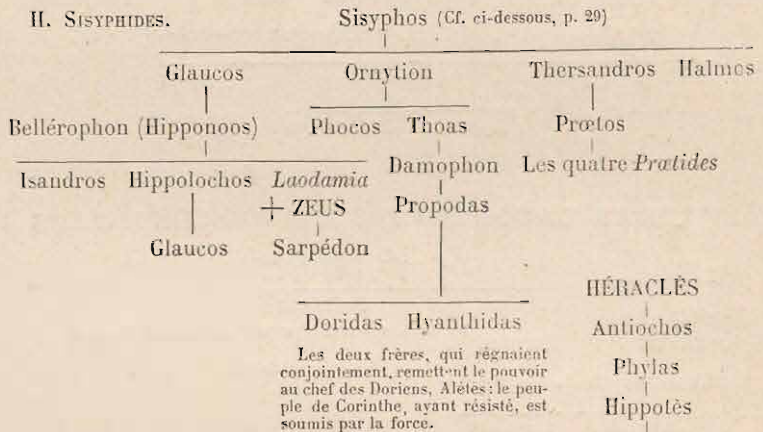 II. SISYPHIDES. Sisyphos (Cf. ci-dessous, p. 29)
Glaucos Ornytion Thersandros Halmos
Bellérophon (Hipponoos) Phocos Thoas Prœtos
Isandros Hippolochos Laodamia Damophon Les quatre Prœtides
+ ZEUS Propodas
Glaucos Sarpédon
HÉRACLÈS
Doridas Hyanthidas Antiochos
Les deux frères, qui régnaient
conjointement, remettent le pouvoir
au chef des Doriens, Alétès : le peu-
ple de Corinthe, ayant résisté, est
soumis par la force.
Phylas
Hippotès